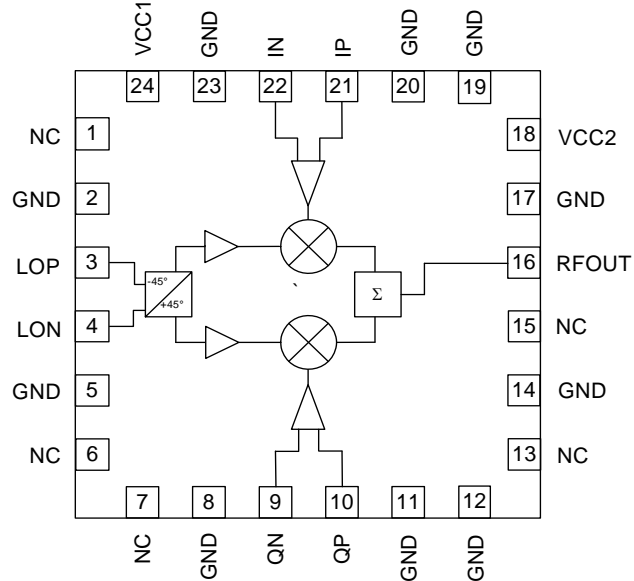 VCC1 GND IN IP GND GND
24 23 22 21 20 19
NC 1
18 VCC2
GND 2
17 GND
LOP 3
-45°
+45°
Σ
16 RFOUT
LON 4
15 NC
GND 5
14 GND
NC 6
13 NC
7 8 9 10 11 12
NC GND QN QP GND GND